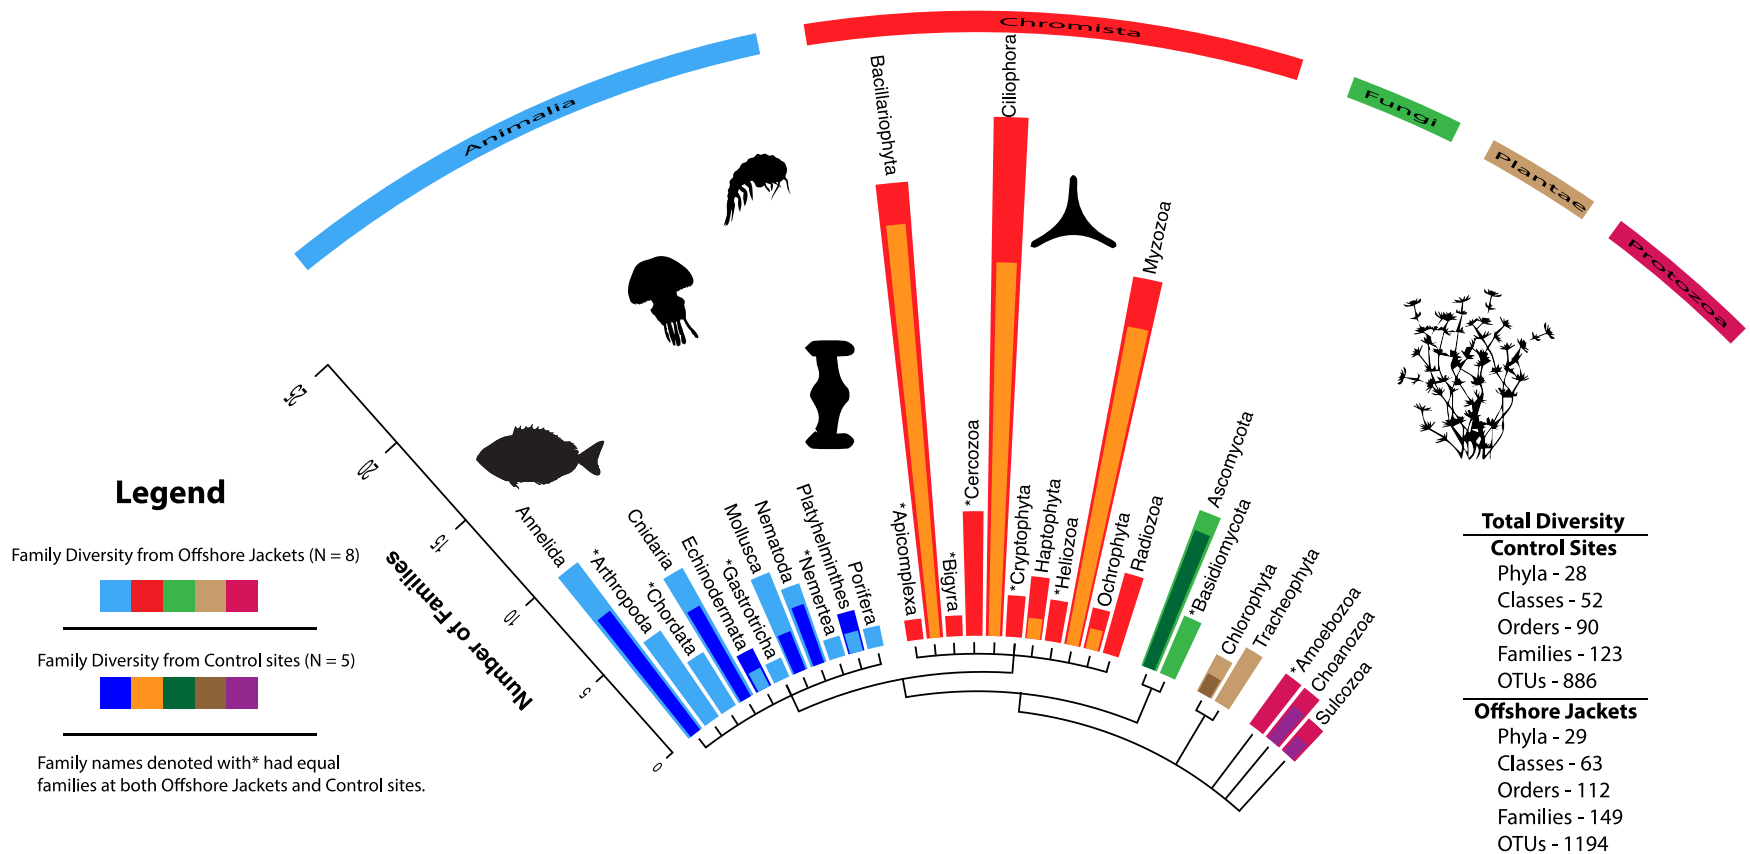 Animalia
Chromista
Fungi
Plantae
Protozoa
Bacillariophyta
Ciliophora
Myzozoa
25
20
15
10
5
0
Number of Families
Annelida
*Arthropoda
*Chordata
Cnidaria
Echinodermata
*Gastrotricha
Mollusca
Nematoda
*Nemertea
Platyhelminthes
Porifera
*Apicomplexa
*Bigyra
*Cercozoa
*Cryptophyta
Haptophyta
*Heliozoa
Ochrophyta
Radiozoa
Ascomycota
*Basidiomycota
Chlorophyta
Tracheophyta
*Amoebozoa
Choanozoa
Sulcozoa
Legend
Family Diversity from Offshore Jackets (N = 8)
Family Diversity from Control sites (N = 5)
Family names denoted with* had equal
families at both Offshore Jackets and Control sites.
Total Diversity
Control Sites
Phyla - 28
Classes - 52
Orders - 90
Families - 123
OTUs - 886
Offshore Jackets
Phyla - 29
Classes - 63
Orders - 112
Families - 149
OTUs - 1194